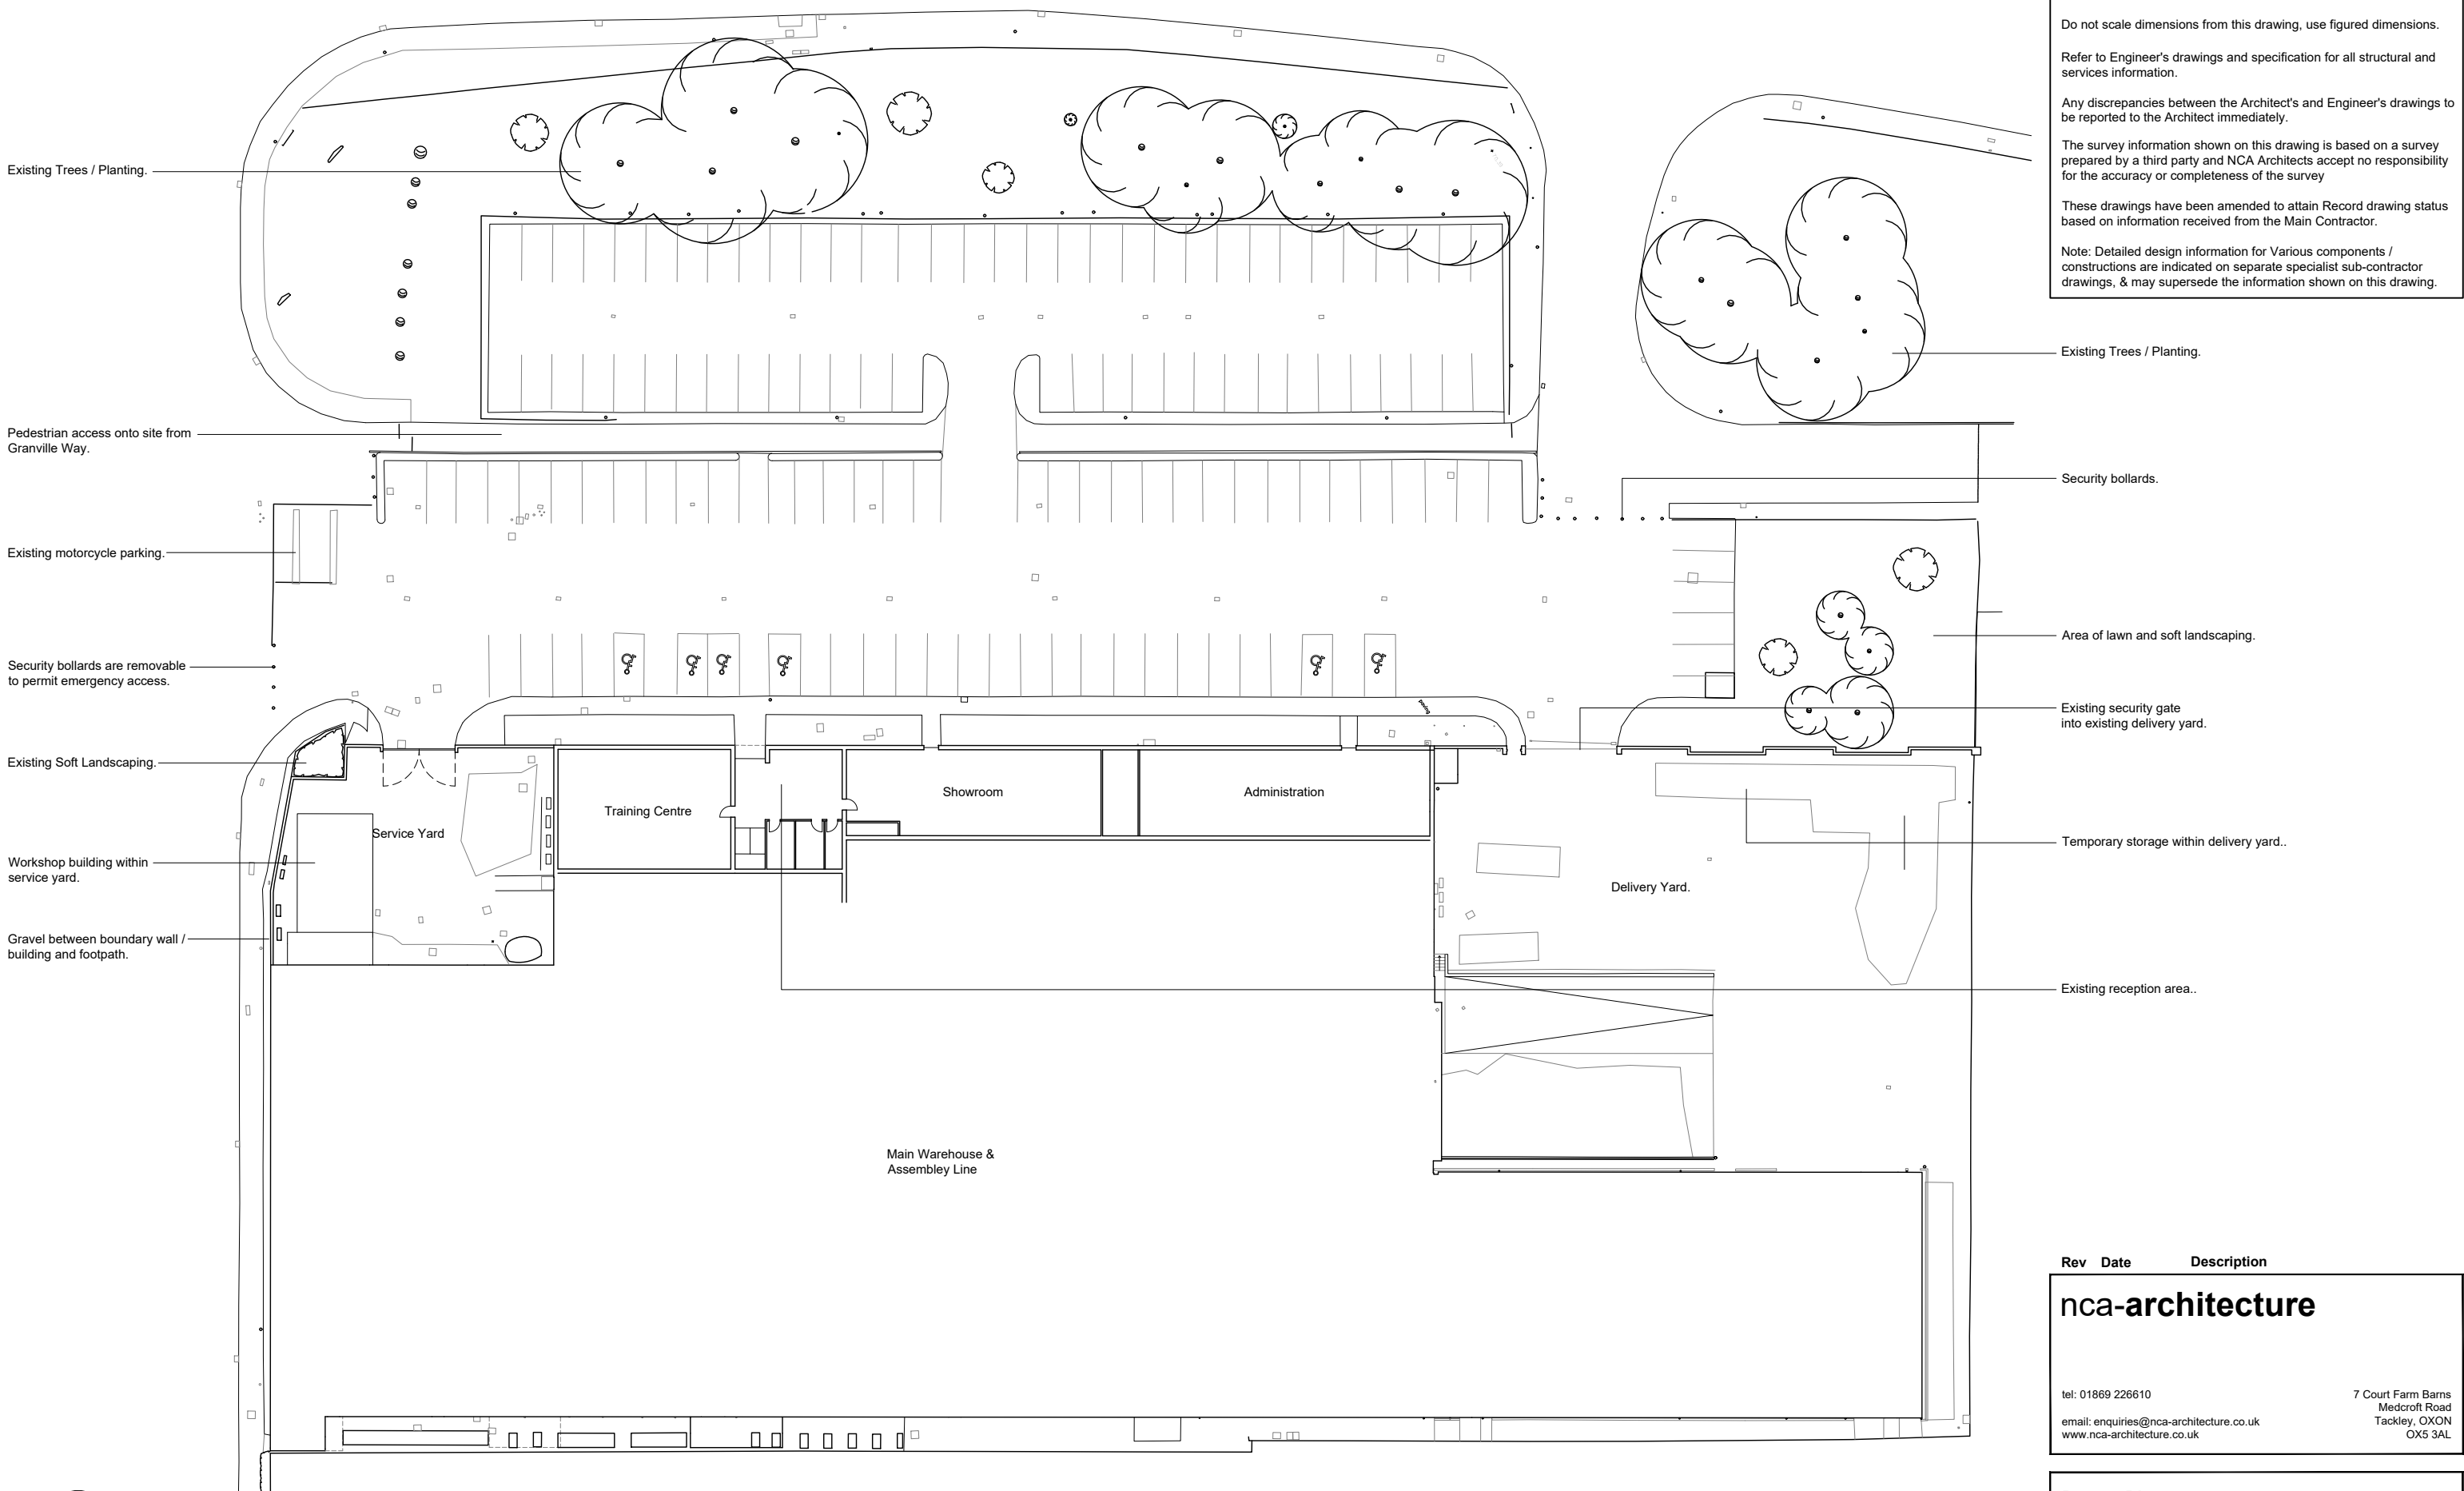 Do not scale dimensions from this drawing, use figured dimensions.
Refer to Engineer's drawings and specification for all structural and
services information.
Any discrepancies between the Architect's and Engineer's drawings to
be reported to the Architect immediately.
The survey information shown on this drawing is based on a survey
prepared by a third party and NCA Architects accept no responsibility
for the accuracy or completeness of the survey
These drawings have been amended to attain Record drawing status
based on information received from the Main Contractor.
Note: Detailed design information for Various components /
constructions are indicated on separate specialist sub-contractor
drawings, & may supersede the information shown on this drawing.
Existing Trees / Planting.
Pedestrian access onto site from
Granville Way.
Existing motorcycle parking.
Security bollards are removable
to permit emergency access.
Existing Soft Landscaping.
Workshop building within
service yard.
Gravel between boundary wall /
building and footpath.
Service Yard
Training Centre
Showroom
Administration
Delivery Yard.
Main Warehouse &
Assembley Line
Existing Trees / Planting.
Security bollards.
Area of lawn and soft landscaping.
Existing security gate
into existing delivery yard.
Temporary storage within delivery yard..
Existing reception area..
Rev Date Description
nca-architecture
tel: 01869 226610
email: enquiries@nca-architecture.co.uk
www.nca-architecture.co.uk
7 Court Farm Barns
Medcroft Road
Tackley, OXON
OX5 3AL